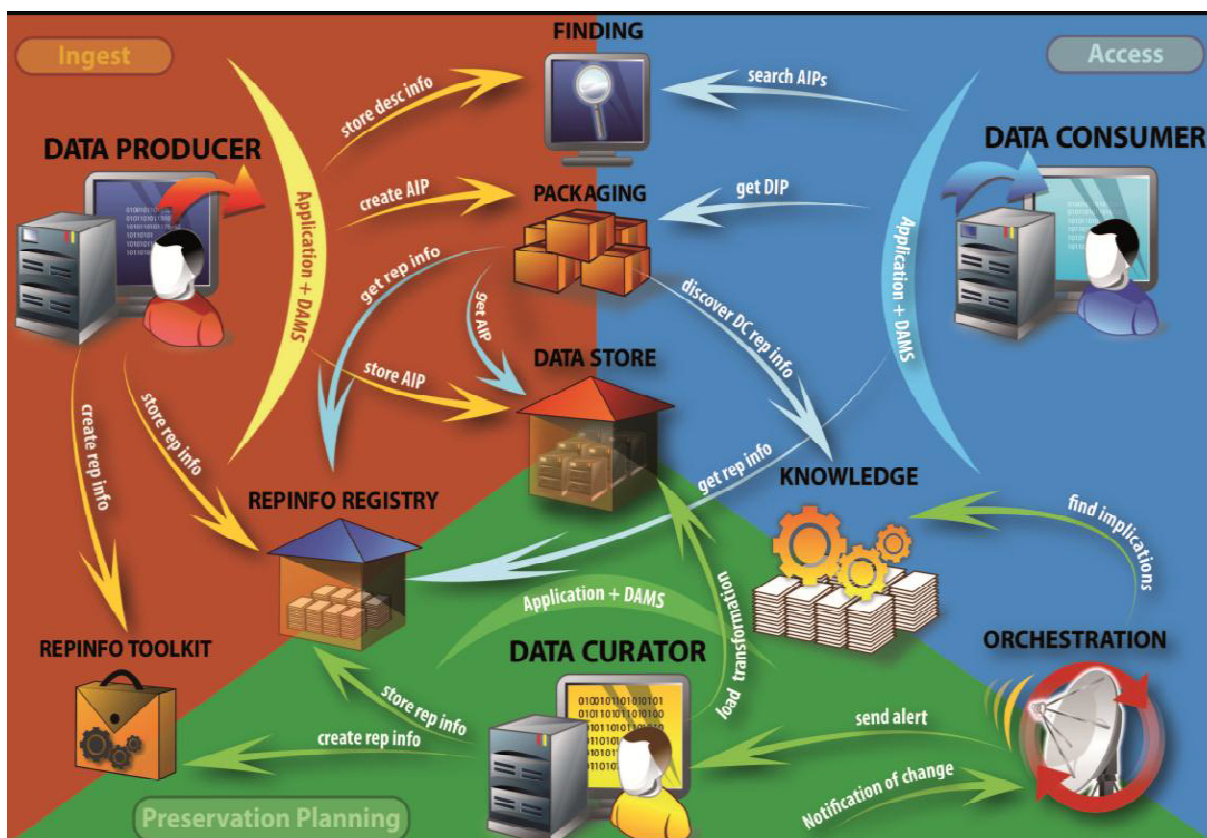 FINDING
Ingest
Access
store desc info
search AIPs
DATA PRODUCER
DATA CONSUMER
PACKAGING
create AIP
get DIP
Application + DAMS
Application + DAMS
get rep info
get AIP
discover DC rep info
DATA STORE
store AIP
create rep info
store rep info
get rep info
REPINFO REGISTRY
KNOWLEDGE
find implications
Application + DAMS
load transformation
REPINFO TOOLKIT
DATA CURATOR
ORCHESTRATION
0100101101010101
0101101011010100
store rep info
send alert
create rep info
Notification of change
Preservation Planning